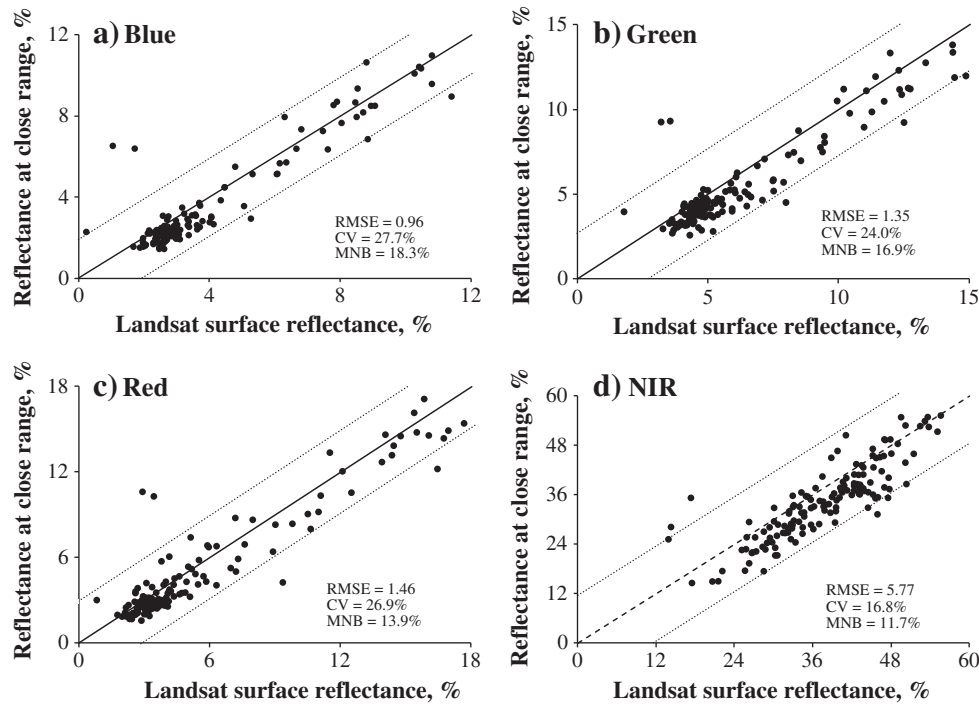 a) Blue
Reflectance at close range, %
12
8
4
0
RMSE = 0.96
CV = 27.7%
MNB = 18.3%
0 4 8 12
Landsat surface reflectance, %
b) Green
Reflectance at close range, %
15
10
5
0
RMSE = 1.35
CV = 24.0%
MNB = 16.9%
0 5 10 15
Landsat surface reflectance, %
c) Red
Reflectance at close range, %
18
12
6
0
RMSE = 1.46
CV = 26.9%
MNB = 13.9%
0 6 12 18
Landsat surface reflectance, %
d) NIR
Reflectance at close range, %
60
48
36
24
12
0
RMSE = 5.77
CV = 16.8%
MNB = 11.7%
0 12 24 36 48 60
Landsat surface reflectance, %